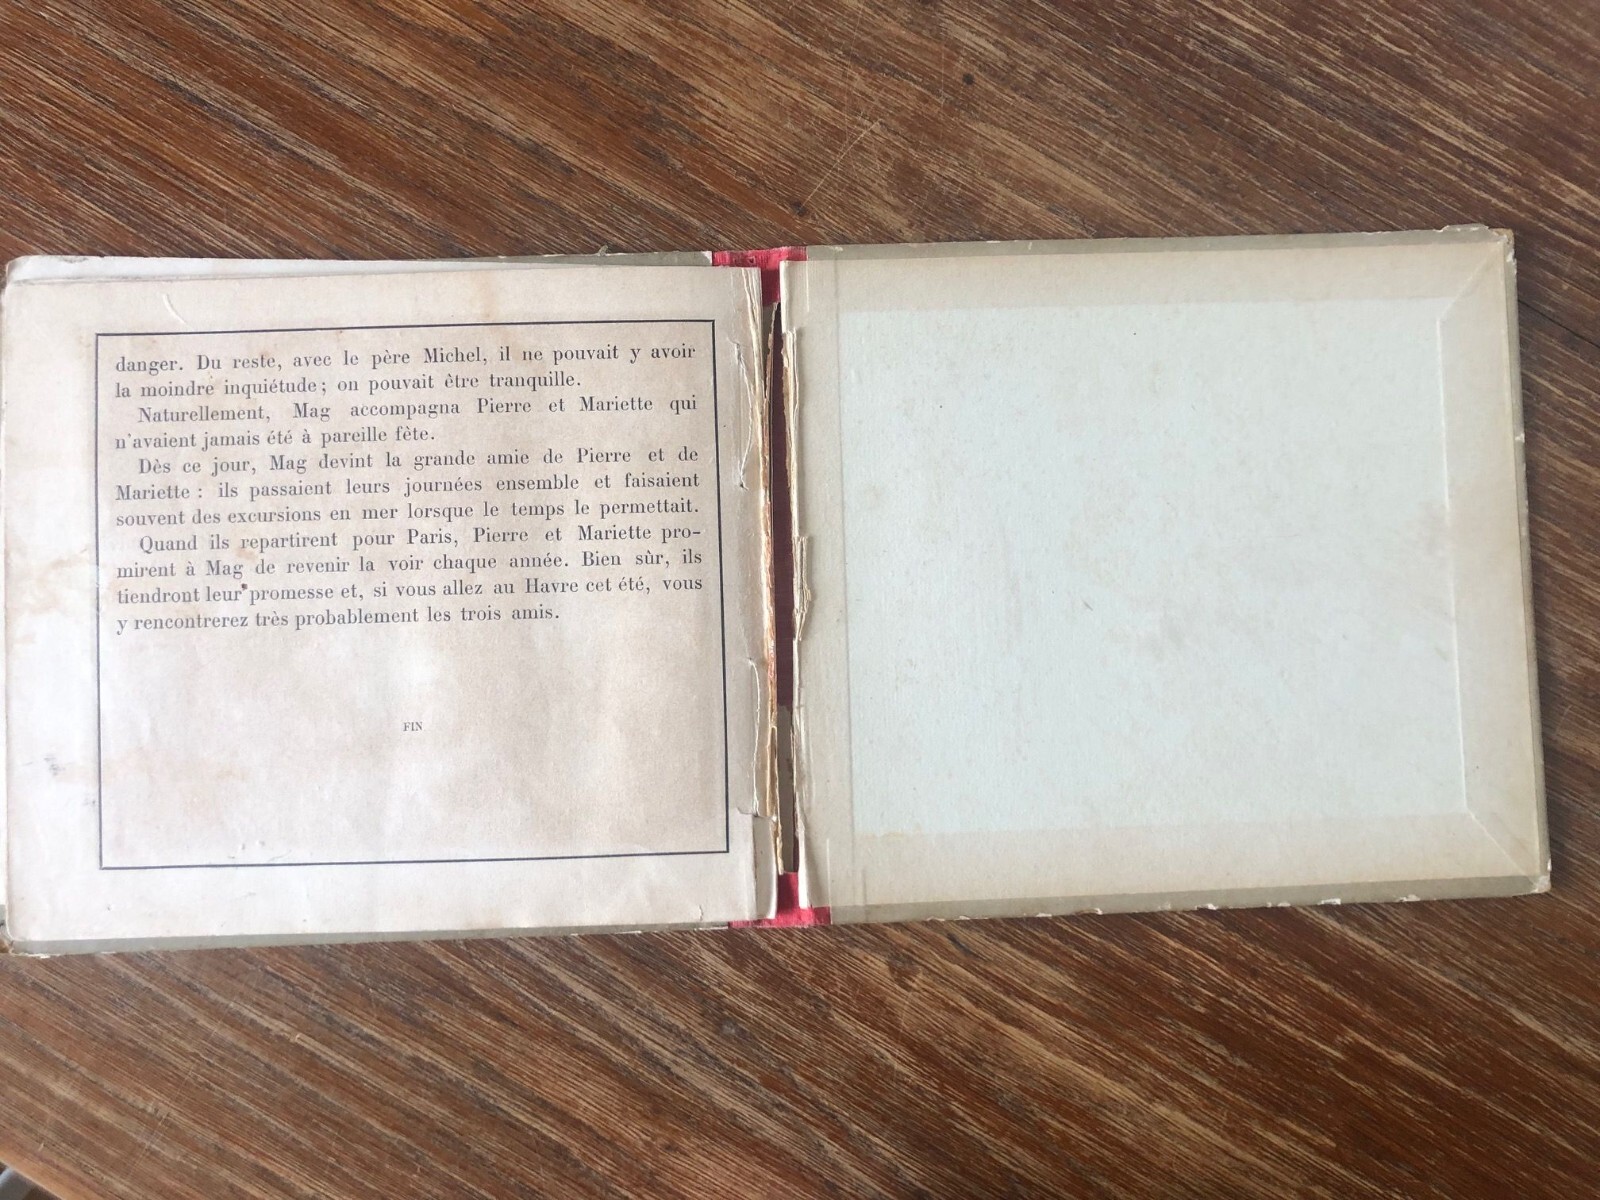 danger. Du reste, avec le père Michel, il ne pouvait y avoir
la moindre inquiétude; on pouvait être tranquille.
Naturellement, Mag accompagna Pierre et Mariette qui
n'avaient jamais été à pareille fête.
Dès ce jour, Mag devint la grande amie de Pierre et de
Mariette : ils passaient leurs journées ensemble et faisaient
souvent des excursions en mer lorsque le temps le permettait.
Quand ils repartirent pour Paris, Pierre et Mariette pro-
mirent à Mag de revenir la voir chaque année. Bien sûr, ils
tiendront leur promesse et, si vous allez au Havre cet été, vous
y rencontrerez très probablement les trois amis.
FIN